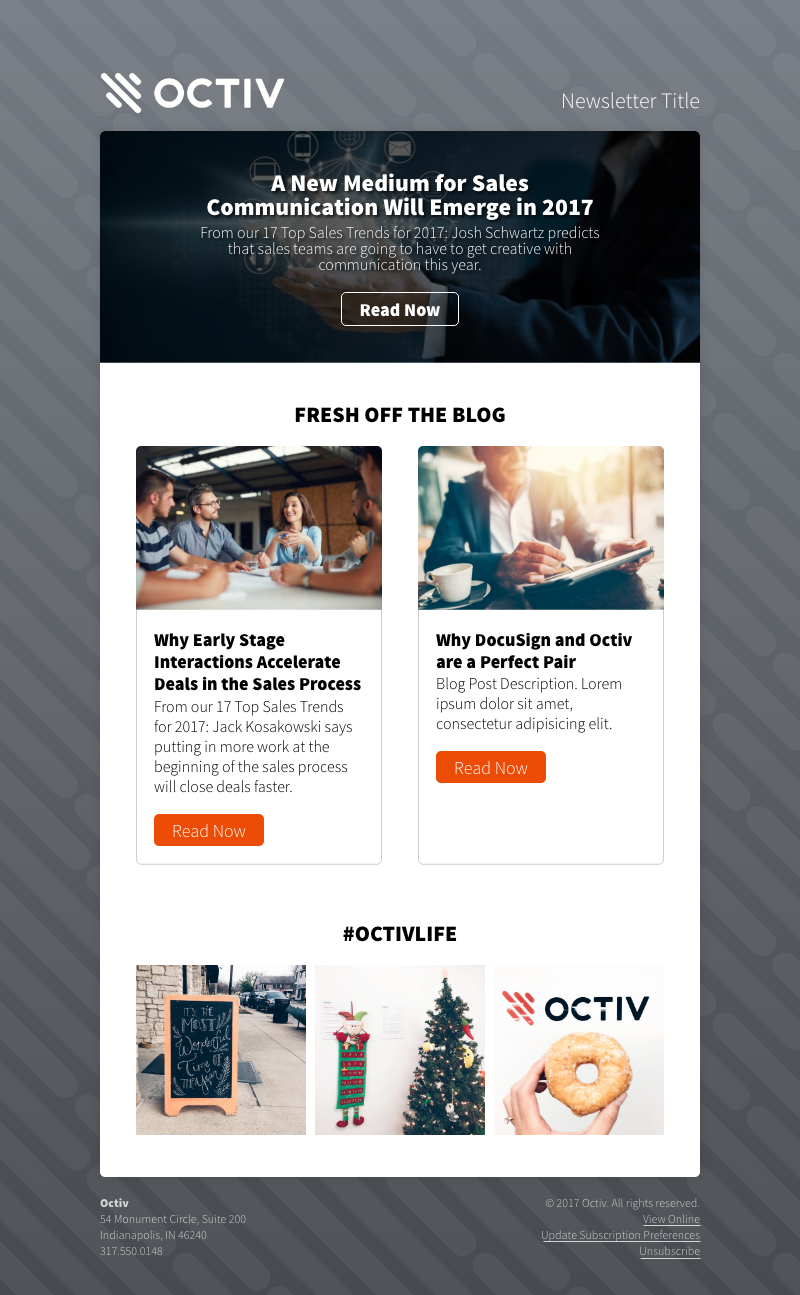 OCTIV
Newsletter Title
A New Medium for Sales
Communication Will Emerge in 2017
From our 17 Top Sales Trends for 2017: Josh Schwartz predicts
that sales teams are going to have to get creative with
communication this year.
Read Now
FRESH OFF THE BLOG
Why Early Stage
Interactions Accelerate
Deals in the Sales Process
From our 17 Top Sales Trends
for 2017: Jack Kosakowski says
putting in more work at the
beginning of the sales process
will close deals faster.
Read Now
Why DocuSign and Octiv
are a Perfect Pair
Blog Post Description. Lorem
ipsum dolor sit amet,
consectetur adipisicing elit.
Read Now
#OCTIVLIFE
IT'S THE
MOST
Wonderful
Time OF
THE Year
OCTIV
Octiv
54 Monument Circle, Suite 200
Indianapolis, IN 46240
317.550.0148
© 2017 Octiv. All rights reserved.
View Online
Update Subscription Preferences
Unsubscribe